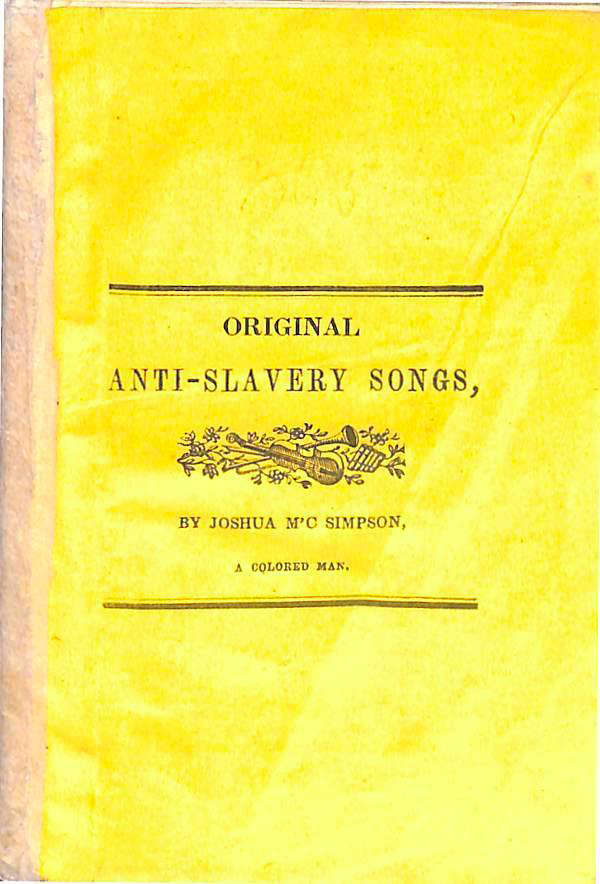 ORIGINAL
ANTI-SLAVERY SONGS,
BY JOSHUA M'C SIMPSON,
A COLORED MAN.